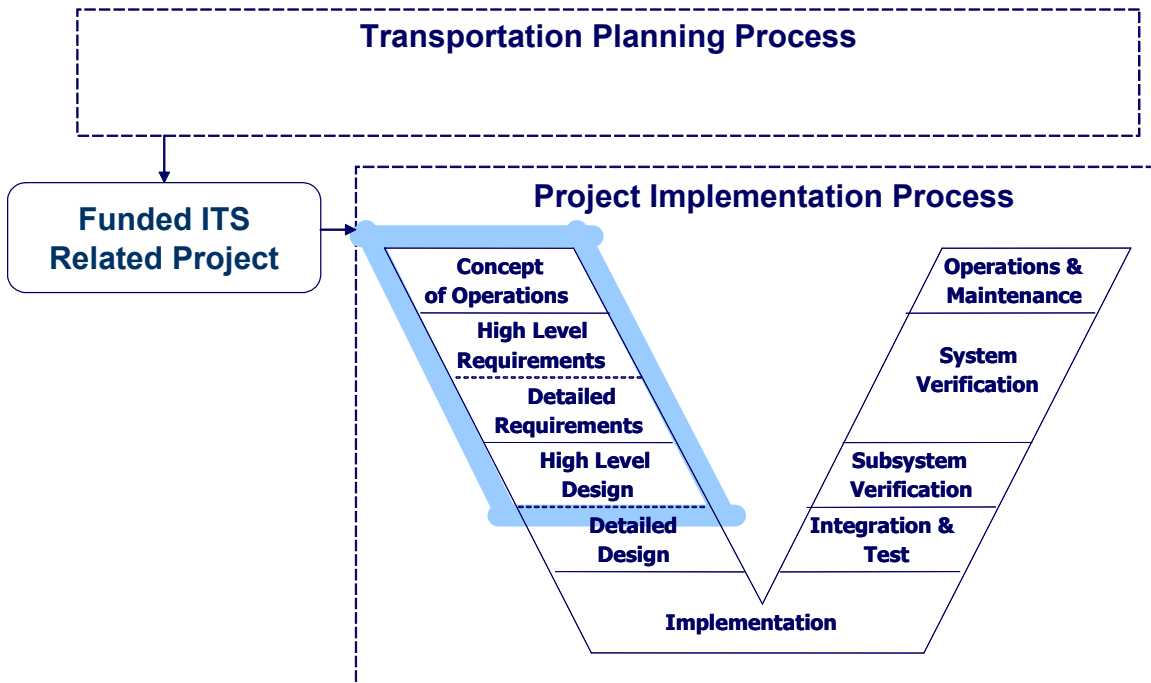 Transportation Planning Process
Funded ITS
Related Project
Project Implementation Process
Concept
of Operations
High Level
Requirements
Detailed
Requirements
High Level
Design
Detailed
Design
Implementation
Operations &
Maintenance
System
Verification
Subsystem
Verification
Integration &
Test